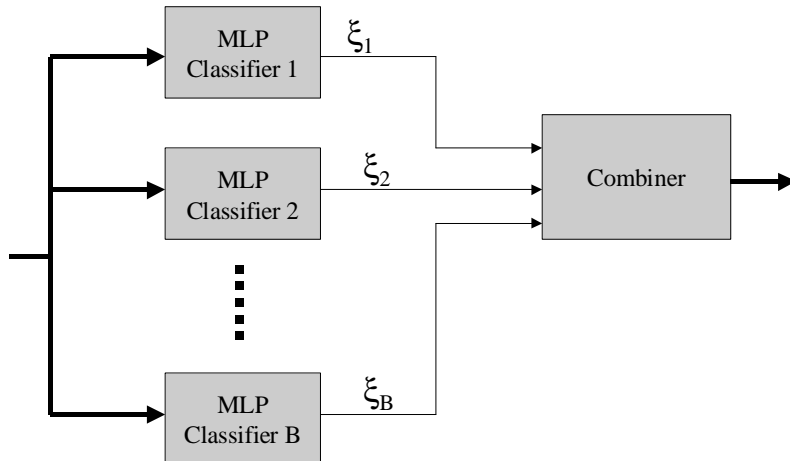 MLP
Classifier 1
ξ1
MLP
Classifier 2
ξ2
Combiner
MLP
Classifier B
ξB